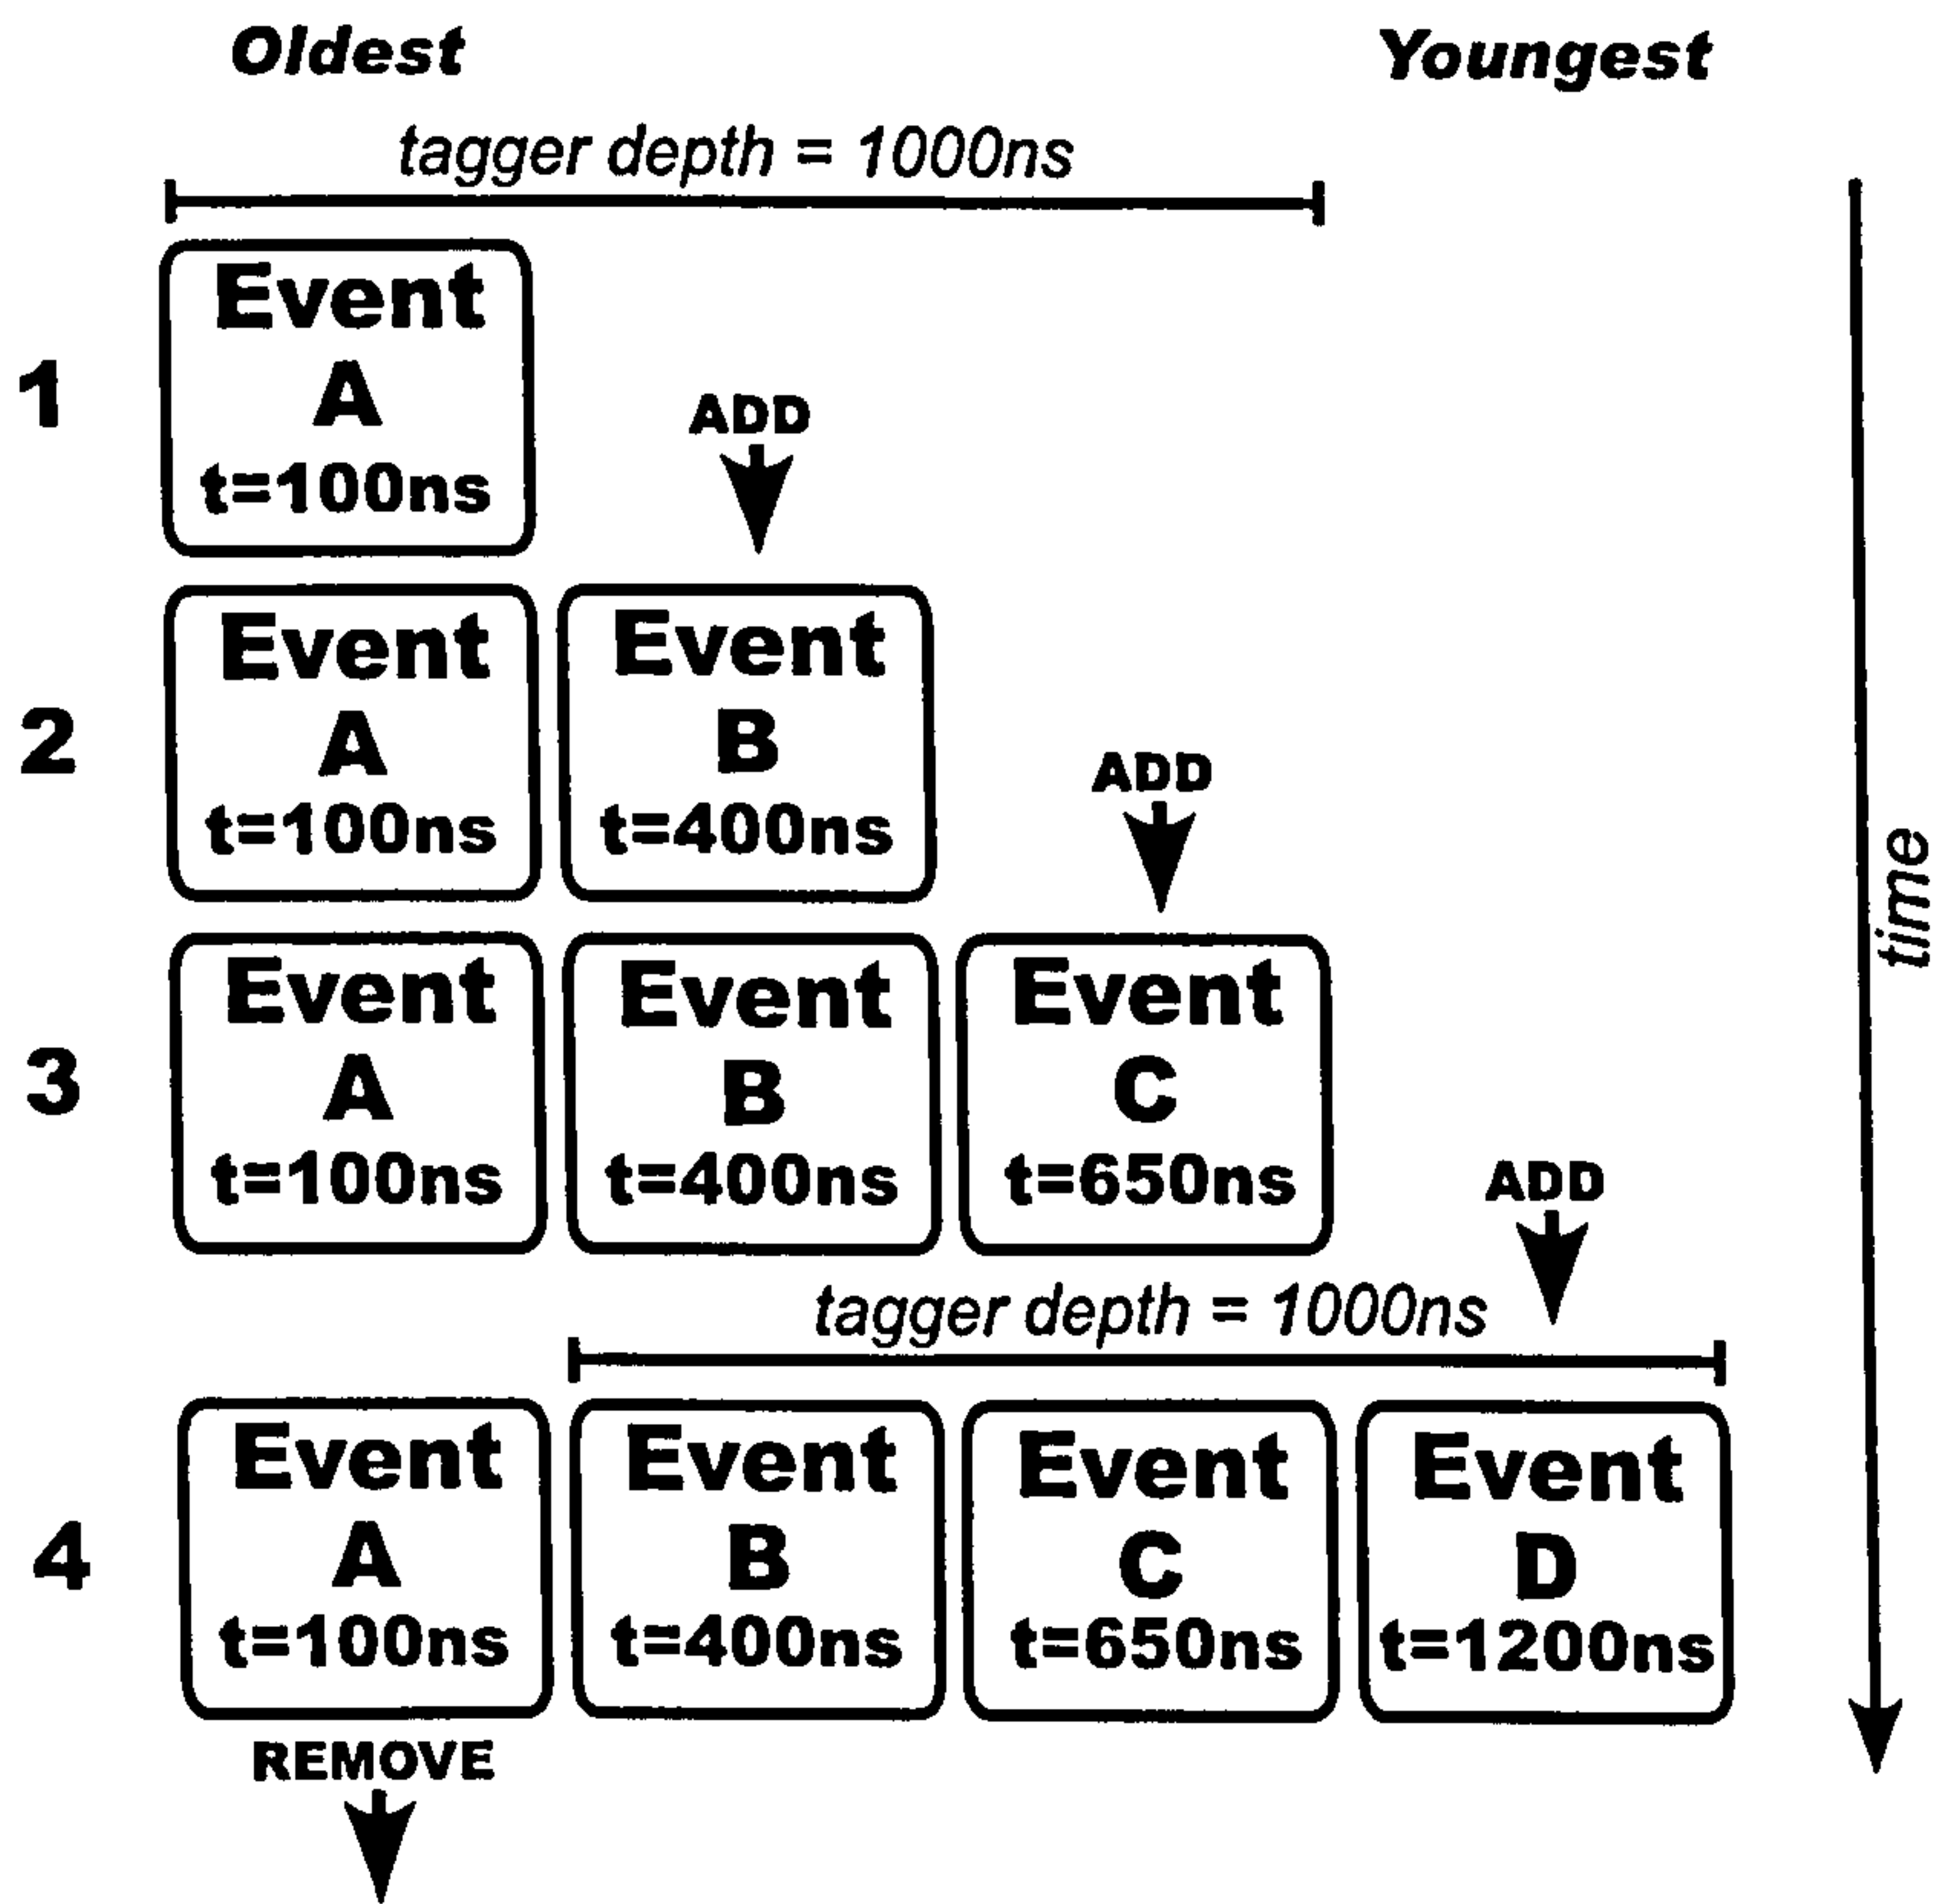 Oldest
Youngest
tagger depth = 1000ns
1
Event
A
t=100ns
ADD
2
Event
A
t=100ns
Event
B
t=400ns
ADD
3
Event
A
t=100ns
Event
B
t=400ns
Event
C
t=650ns
ADD
tagger depth = 1000ns
4
Event
A
t=100ns
Event
B
t=400ns
Event
C
t=650ns
Event
D
t=1200ns
REMOVE
time